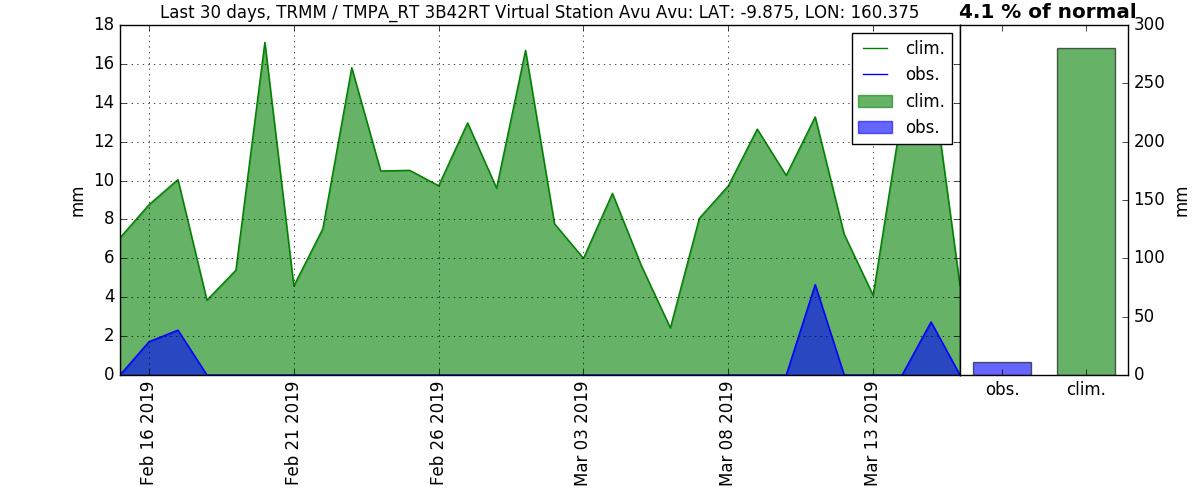 Last 30 days, TRMM / TMPA_RT 3B42RT Virtual Station Avu Avu: LAT: -9.875, LON: 160.375
4.1 % of normal
18
16
14
12
10
8
6
4
2
0
mm
clim.
obs.
clim.
obs.
300
250
200
150
100
50
0
mm
Feb 16 2019
Feb 21 2019
Feb 26 2019
Mar 03 2019
Mar 08 2019
Mar 13 2019
obs.
clim.